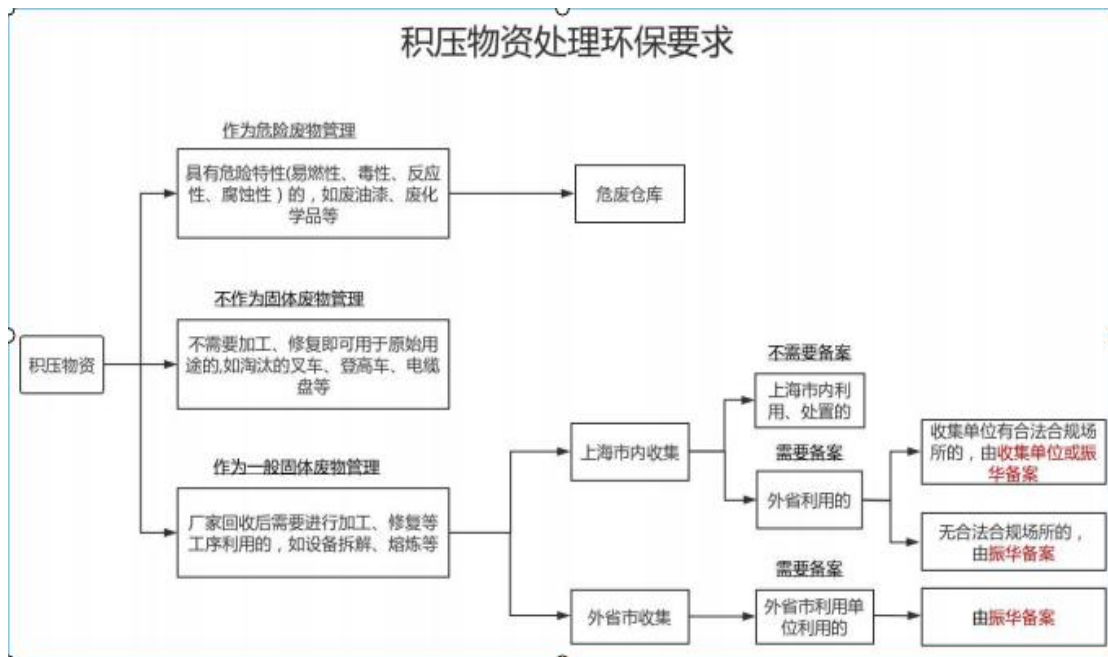 积压物资处理环保要求
作为危险废物管理
具有危险特性(易燃性、毒性、反应
性、腐蚀性）的，如废油漆、废化
学品等
危废仓库
不作为固体废物管理
不需要加工、修复即可用于原始用
途的,如淘汰的叉车、登高车、电缆
盘等
积压物资
作为一般固体废物管理
厂家回收后需要进行加工、修复等
工序利用的，如设备拆解、熔炼等
上海市内收集
不需要备案
上海市内利
用、处置的
需要备案
外省利用的
收集单位有合法合规场
所的，由收集单位或振
华备案
无合法合规场所的，
由振华备案
外省市收集
需要备案
外省市利用单
位利用的
由振华备案